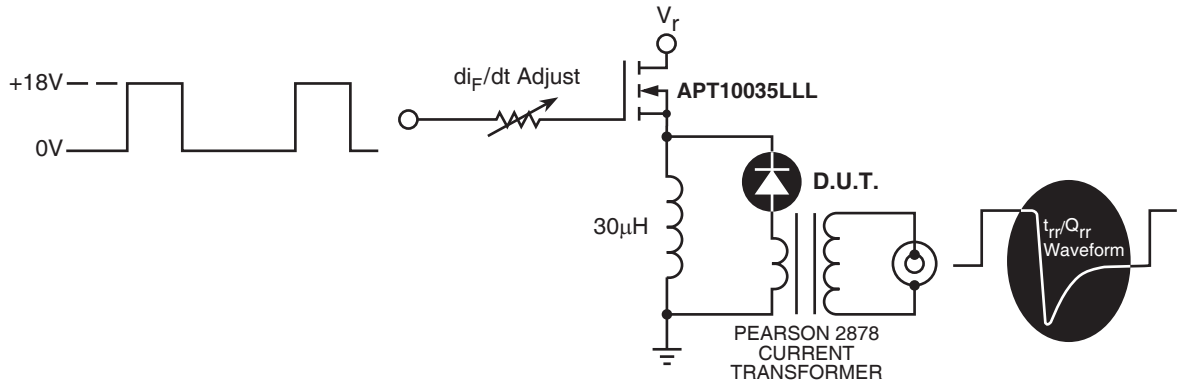 V_r
+18V
di_F/dt Adjust
APT10035LLL
0V
D.U.T.
30μH
t_rr/Q_rr
Waveform
PEARSON 2878
CURRENT
TRANSFORMER